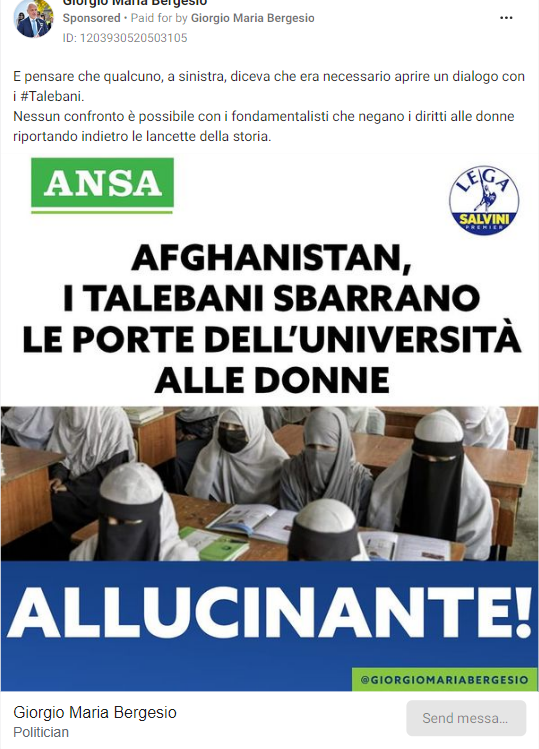 Giorgio Maria Bergesio
Sponsored • Paid for by Giorgio Maria Bergesio
ID: 1203930520503105
E pensare che qualcuno, a sinistra, diceva che era necessario aprire un dialogo con
i #Talebani.
Nessun confronto è possibile con i fondamentalisti che negano i diritti alle donne
riportando indietro le lancette della storia.
ANSA
LEGA
SALVINI
PREMIER
AFGHANISTAN,
I TALEBANI SBARRANO
LE PORTE DELL'UNIVERSITÀ
ALLE DONNE
ALLUCINANTE!
@GIORGIOMARIABERGESIO
Giorgio Maria Bergesio
Politician
Send messa...